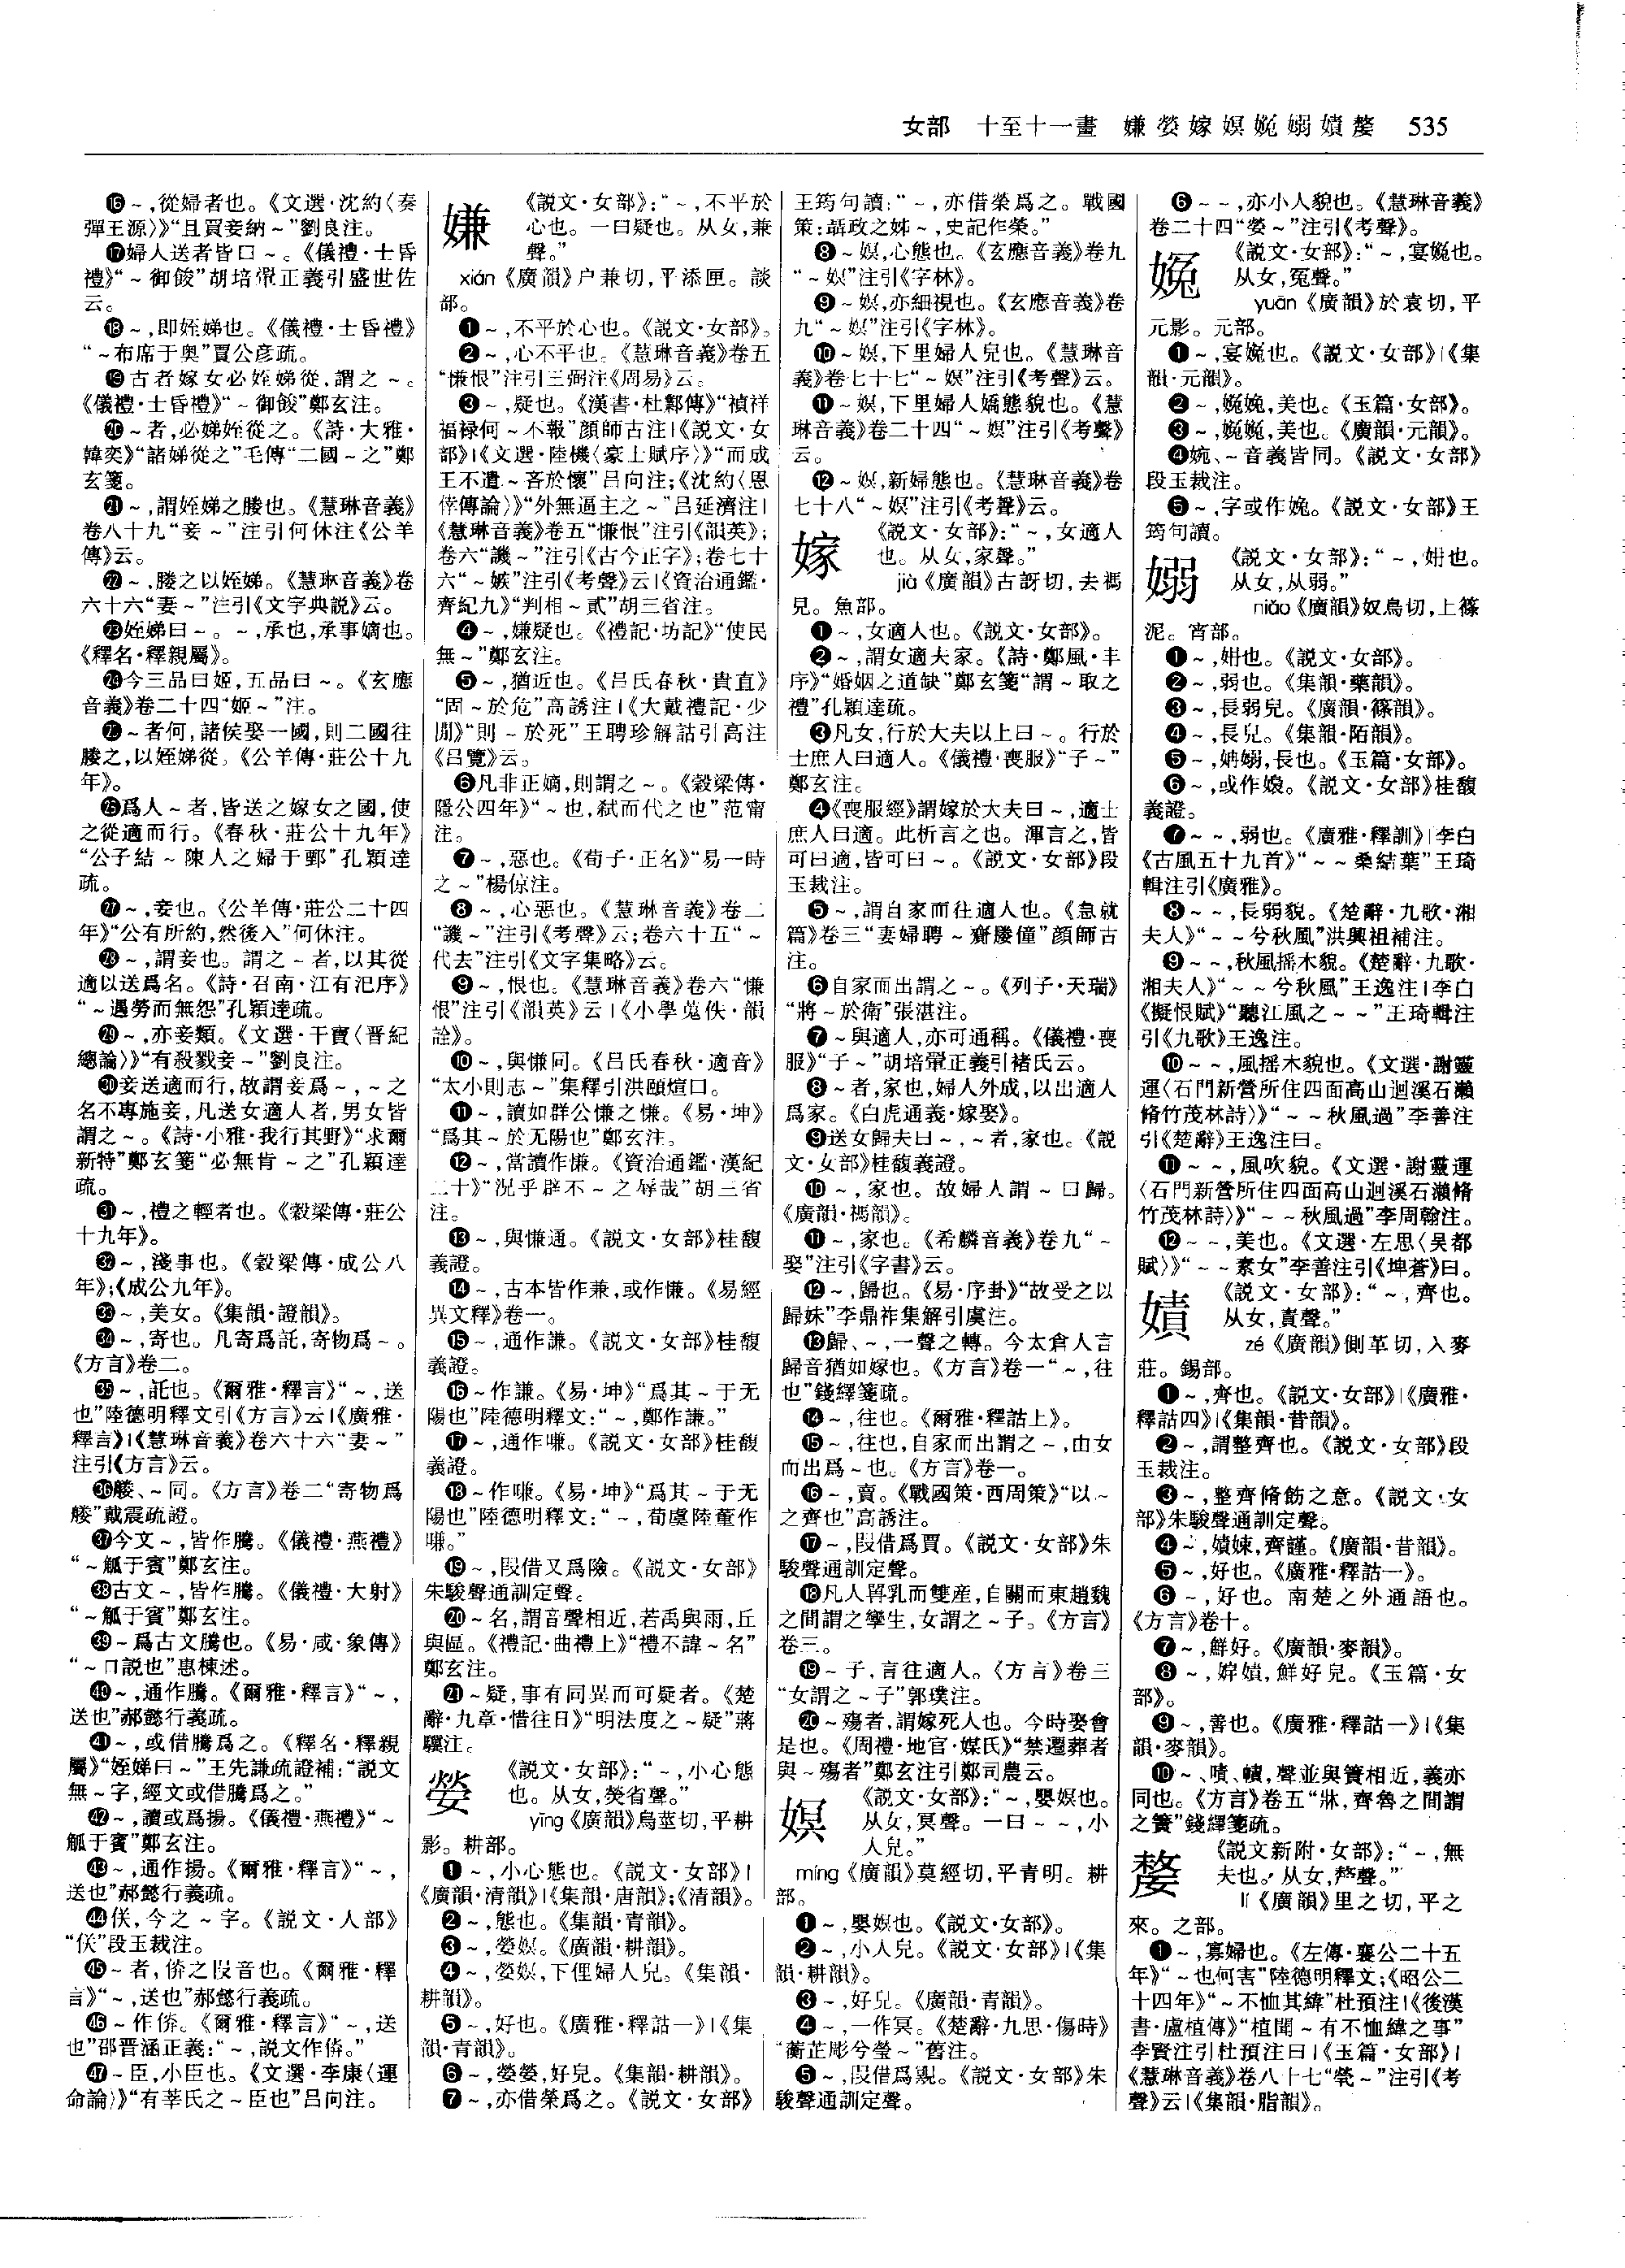 女部　十至十一畫　嫌嫈嫁嫇㜌嫋嫧嫠　535
⓰~,從婦者也。《文選·沈約〈奏
彈王源〉》“且買妾納~”劉良注。
⓱婦人送者皆曰~。《儀禮·士昏
禮》“~御餕”胡培翬正義引盛世佐
云。
⓲~,即姪娣也。《儀禮·士昏禮》
“~布席于奥”賈公彦疏。
⓳古者嫁女必姪娣從,謂之~。
《儀禮·士昏禮》“~御餕”鄭玄注。
⓴~者,必娣姪從之。《詩·大雅·
韓奕》“諸娣從之”毛傳“二國~之”鄭
玄箋。
㉑~,謂姪娣之媵也。《慧琳音義》
卷八十九“妾~”注引何休注《公羊
傳》云。
㉒~,媵之以姪娣。《慧琳音義》卷
六十六“妻~”注引《文字典説》云。
㉓姪娣曰~。~,承也,承事嫡也。
《釋名·釋親屬》。
㉔今三品曰姬,五品曰~。《玄應
音義》卷二十四“姬~”注。
㉕~者何,諸侯娶一國,則二國往
媵之,以姪娣從。《公羊傳·莊公十九
年》。
㉖爲人~者,皆送之嫁女之國,使
之從適而行。《春秋·莊公十九年》
“公子結~陳人之婦于鄄”孔穎達
疏。
㉗~,妾也。《公羊傳·莊公二十四
年》“公有所約,然後入”何休注。
㉘~,謂妾也。謂之~者,以其從
適以送爲名。《詩·召南·江有汜序》
“~遇勞而無怨”孔穎達疏。
㉙~,亦妾類。《文選·干寶〈晋紀
總論〉》“有殺戮妾~”劉良注。
㉚妾送適而行,故謂妾爲~,~之
名不專施妾,凡送女適人者,男女皆
謂之~。《詩·小雅·我行其野》“求爾
新特”鄭玄箋“必無肯~之”孔穎達
疏。
㉛~,禮之輕者也。《穀梁傳·莊公
十九年》。
㉜~,淺事也。《穀梁傳·成公八
年》;《成公九年》。
㉝~,美女。《集韻·證韻》。
㉞~,寄也。凡寄爲託,寄物爲~。
《方言》卷二。
㉟~,託也。《爾雅·釋言》“~,送
也”陸德明釋文引《方言》云|《廣雅·
釋言》|《慧琳音義》卷六十六“妻~”
注引《方言》云。
㊱艐、~同。《方言》卷二“寄物爲
艐”戴震疏證。
㊲今文~,皆作騰。《儀禮·燕禮》
“~觚于賓”鄭玄注。
㊳古文~,皆作騰。《儀禮·大射》
“~觚于賓”鄭玄注。
㊴~爲古文騰也。《易·咸·象傳》
“~口説也”惠棟述。
㊵~,通作騰。《爾雅·釋言》“~,
送也”郝懿行義疏。
㊶~,或借騰爲之。《釋名·釋親
屬》“姪娣曰~”王先謙疏證補:“説文
無~字,經文或借騰爲之。”
㊷~,讀或爲揚。《儀禮·燕禮》“~
觚于賓”鄭玄注。
㊸~,通作揚。《爾雅·釋言》“~,
送也”郝懿行義疏。
㊹佚,今之~字。《説文·人部》
“佚”段玉裁注。
㊺~者,侨之叚音也。《爾雅·釋
言》“~,送也”郝懿行義疏。
㊻~作侨。《爾雅·釋言》“~,送
也”邵晋涵正義:“~,説文作侨。”
㊼~臣,小臣也。《文選·李康〈運
命論〉》“有莘氏之~臣也”吕向注。
嫌　《説文·女部》:“~,不平於
心也。一曰疑也。从女,兼
聲。”
xián《廣韻》户兼切,平添匣。談
部。
❶~,不平於心也。《説文·女部》。
❷~,心不平也。《慧琳音義》卷五
“慊恨”注引王弼注《周易》云。
❸~,疑也。《漢書·杜鄴傳》“禎祥
福禄何~不報”顔師古注|《説文·女
部》|《文選·陸機〈豪士賦序〉》“而成
王不遣~吝於懷”吕向注;《沈約〈恩
倖傳論〉》“外無逼主之~”吕延濟注|
《慧琳音義》卷五“慊恨”注引《韻英》;
卷六“譏~”注引《古今正字》;卷七十
六“~嫉”注引《考聲》云|《資治通鑑·
齊紀九》“判相~貳”胡三省注。
❹~,嫌疑也。《禮記·坊記》“使民
無~”鄭玄注。
❺~,猶近也。《吕氏春秋·貴直》
“固~於危”高誘注|《大戴禮記·少
閒》“則~於死”王聘珍解詁引高注
《吕覽》云。
❻凡非正嫡,則謂之~。《穀梁傳·
隱公四年》“~也,弑而代之也”范甯
注。
❼~,惡也。《荀子·正名》“易一時
之~”楊倞注。
❽~,心惡也。《慧琳音義》卷二
“譏~”注引《考聲》云;卷六十五“~
代去”注引《文字集略》云。
❾~,恨也。《慧琳音義》卷六“慊
恨”注引《韻英》云|《小學蒐佚·韻
詮》。
❿~,與慊同。《吕氏春秋·適音》
“太小則志~”集釋引洪頤煊曰。
⓫~,讀如群公慊之慊。《易·坤》
“爲其~於无陽也”鄭玄注。
⓬~,當讀作慊。《資治通鑑·漢紀
二十》“況乎辟不~之辱哉”胡三省
注。
⓭~,與慊通。《説文·女部》桂馥
義證。
⓮~,古本皆作兼,或作慊。《易經
異文釋》卷一。
⓯~,通作謙。《説文·女部》桂馥
義證。
⓰~作謙。《易·坤》“爲其~于无
陽也”陸德明釋文:“~,鄭作謙。”
⓱~,通作嗛。《説文·女部》桂馥
義證。
⓲~作嗛。《易·坤》“爲其~于无
陽也”陸德明釋文:“~,荀虞陸董作
嗛。”
⓳~,叚借又爲險。《説文·女部》
朱駿聲通訓定聲。
⓴~名,謂音聲相近,若禹與雨,丘
與區。《禮記·曲禮上》“禮不諱~名”
鄭玄注。
㉑~疑,事有同異而可疑者。《楚
辭·九章·惜往日》“明法度之~疑”蔣
驥注。
嫈　《説文·女部》:“~,小心態
也。从女,熒省聲。”
yīng《廣韻》烏莖切,平耕
影。耕部。
❶~,小心態也。《説文·女部》|
《廣韻·清韻》|《集韻·唐韻》;《清韻》。
❷~,態也。《集韻·青韻》。
❸~,嫈嫇。《廣韻·耕韻》。
❹~,嫈嫇,下俚婦人皃。《集韻·
耕韻》。
❺~,好也。《廣雅·釋詁一》|《集
韻·青韻》。
❻~,嫈嫈,好皃。《集韻·耕韻》。
❼~,亦借榮爲之。《説文·女部》
王筠句讀:“~,亦借榮爲之。戰國
策:聶政之姊~,史記作榮。”
❽~嫇,心態也。《玄應音義》卷九
“~嫇”注引《字林》。
❾~嫇,亦細視也。《玄應音義》卷
九“~嫇”注引《字林》。
❿~嫇,下里婦人皃也。《慧琳音
義》卷七十七“~嫇”注引《考聲》云。
⓫~嫇,下里婦人嬌態貌也。《慧
琳音義》卷二十四“~嫇”注引《考聲》
云。
⓬~嫇,新婦態也。《慧琳音義》卷
七十八“~嫇”注引《考聲》云。
嫁　《説文·女部》:“~,女適人
也。从女,家聲。”
jià《廣韻》古訝切,去禡
見。魚部。
❶~,女適人也。《説文·女部》。
❷~,謂女適夫家。《詩·鄭風·丰
序》“婚姻之道缺”鄭玄箋“謂~取之
禮”孔穎達疏。
❸凡女,行於大夫以上曰~。行於
士庶人曰適人。《儀禮·喪服》“子~”
鄭玄注。
❹《喪服經》謂嫁於大夫曰~,適士
庶人曰適。此析言之也。渾言之,皆
可曰適,皆可曰~。《説文·女部》段
玉裁注。
❺~,謂自家而往適人也。《急就
篇》卷三“妻婦聘~齎媵僮”顔師古
注。
❻自家而出謂之~。《列子·天瑞》
“將~於衛”張湛注。
❼~與適人,亦可通稱。《儀禮·喪
服》“子~”胡培翬正義引褚氏云。
❽~者,家也,婦人外成,以出適人
爲家。《白虎通義·嫁娶》。
❾送女歸夫曰~,~者,家也。《説
文·女部》桂馥義證。
❿~,家也。故婦人謂~曰歸。
《廣韻·禡韻》。
⓫~,家也。《希麟音義》卷九“~
娶”注引《字書》云。
⓬~,歸也。《易·序卦》“故受之以
歸妹”李鼎祚集解引虞注。
⓭歸、~,一聲之轉。今太倉人言
歸音猶如嫁也。《方言》卷一“~,往
也”錢繹箋疏。
⓮~,往也。《爾雅·釋詁上》。
⓯~,往也,自家而出謂之~,由女
而出爲~也。《方言》卷一。
⓰~,賣。《戰國策·西周策》“以~
之齊也”高誘注。
⓱~,叚借爲賈。《説文·女部》朱
駿聲通訓定聲。
⓲凡人嘼乳而雙産,自關而東趙魏
之間謂之孿生,女謂之~子。《方言》
卷三。
⓳~子,言往適人。《方言》卷三
“女謂之~子”郭璞注。
⓴~殤者,謂嫁死人也。今時娶會
是也。《周禮·地官·媒氏》“禁遷葬者
與~殤者”鄭玄注引鄭司農云。
嫇　《説文·女部》:“~,嬰嫇也。
从女,冥聲。一曰~~,小
人皃。”
míng《廣韻》莫經切,平青明。耕
部。
❶~,嬰嫇也。《説文·女部》。
❷~,小人皃。《説文·女部》|《集
韻·耕韻》。
❸~,好皃。《廣韻·青韻》。
❹~,一作冥。《楚辭·九思·傷時》
“蘅芷彫兮瑩~”舊注。
❺~,叚借爲覭。《説文·女部》朱
駿聲通訓定聲。
❻~~,亦小人貌也。《慧琳音義》
卷二十四“嫈~”注引《考聲》。
㜌　《説文·女部》:“~,宴㜌也。
从女,冤聲。”
yuān《廣韻》於袁切,平
元影。元部。
❶~,宴㜌也。《説文·女部》|《集
韻·元韻》。
❷~,㜌娩,美也。《玉篇·女部》。
❸~,㜌㜌,美也。《廣韻·元韻》。
❹婉、~音義皆同。《説文·女部》
段玉裁注。
❺~,字或作娩。《説文·女部》王
筠句讀。
嫋　《説文·女部》:“~,姌也。
从女,从弱。”
niǎo《廣韻》奴鳥切,上篠
泥。宵部。
❶~,姌也。《説文·女部》。
❷~,弱也。《集韻·藥韻》。
❸~,長弱皃。《廣韻·篠韻》。
❹~,長皃。《集韻·陌韻》。
❺~,姌嫋,長也。《玉篇·女部》。
❻~,或作嬝。《説文·女部》桂馥
義證。
❼~~,弱也。《廣雅·釋訓》|李白
《古風五十九首》“~~桑結葉”王琦
輯注引《廣雅》。
❽~~,長弱貌。《楚辭·九歌·湘
夫人》“~~兮秋風”洪興祖補注。
❾~~,秋風摇木貌。《楚辭·九歌·
湘夫人》“~~兮秋風”王逸注|李白
《擬恨賦》“聽江風之~~”王琦輯注
引《九歌》王逸注。
❿~~,風摇木貌也。《文選·謝靈
運〈石門新營所住四面高山迴溪石瀨
脩竹茂林詩〉》“~~秋風過”李善注
引《楚辭》王逸注曰。
⓫~~,風吹貌。《文選·謝靈運
〈石門新營所住四面高山迴溪石瀨脩
竹茂林詩〉》“~~秋風過”李周翰注。
⓬~~,美也。《文選·左思〈吴都
賦〉》“~~素女”李善注引《埤蒼》曰。
嫧　《説文·女部》:“~,齊也。
从女,責聲。”
zé《廣韻》側革切,入麥
莊。錫部。
❶~,齊也。《説文·女部》|《廣雅·
釋詁四》|《集韻·昔韻》。
❷~,謂整齊也。《説文·女部》段
玉裁注。
❸~,整齊脩飭之意。《説文·女
部》朱駿聲通訓定聲。
❹~,嫧娕,齊謹。《廣韻·昔韻》。
❺~,好也。《廣雅·釋詁一》。
❻~,好也。南楚之外通語也。
《方言》卷十。
❼~,鮮好。《廣韻·麥韻》。
❽~,婞嫧,鮮好皃。《玉篇·女
部》。
❾~,善也。《廣雅·釋詁一》|《集
韻·麥韻》。
❿~、嘖、幘,聲並與簀相近,義亦
同也。《方言》卷五“牀,齊魯之間謂
之簀”錢繹箋疏。
嫠　《説文新附·女部》:“~,無
夫也。从女,𠩺聲。”
lí《廣韻》里之切,平之
來。之部。
❶~,寡婦也。《左傳·襄公二十五
年》“~也何害”陸德明釋文;《昭公二
十四年》“~不恤其緯”杜預注|《後漢
書·盧植傳》“植聞~有不恤緯之事”
李賢注引杜預注曰|《玉篇·女部》|
《慧琳音義》卷八十七“㷀~”注引《考
聲》云|《集韻·脂韻》。